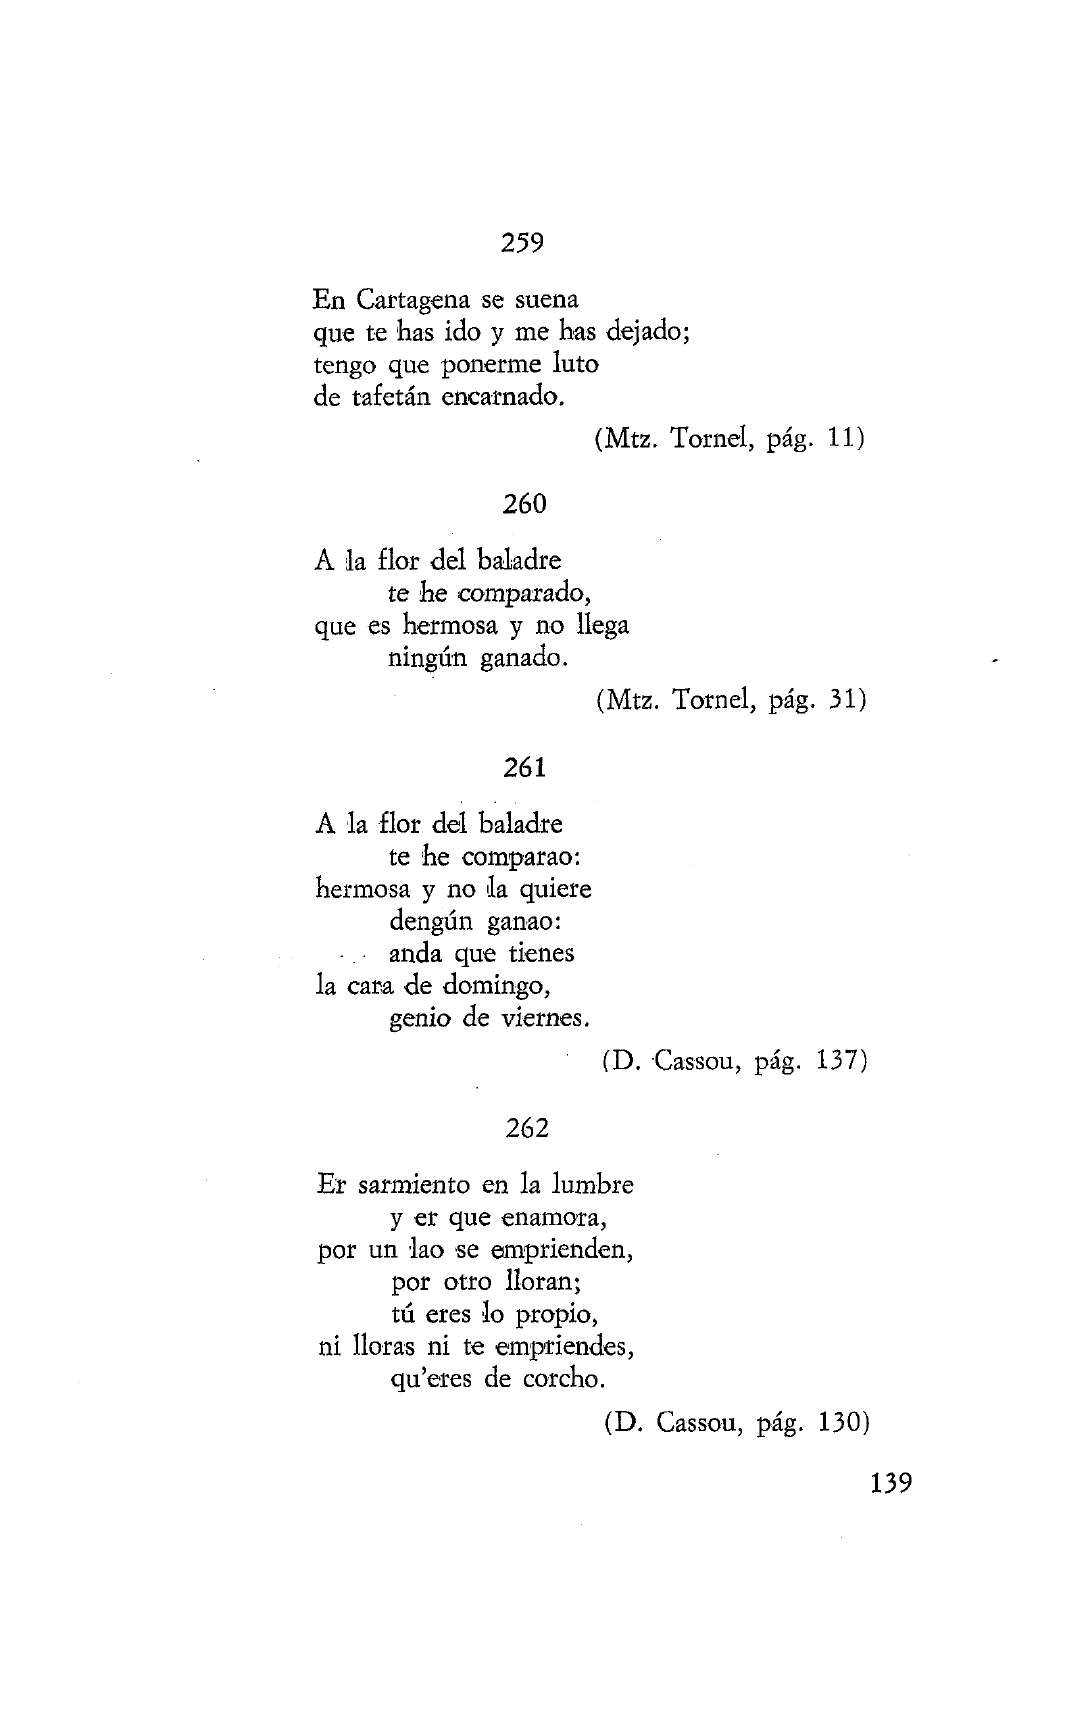 259
En Cartagena se suena
que te has ido y me has dejado;
tengo que ponerme luto
de tafetán encarnado.
(Mtz. Tornel, pág. 11)
260
A la flor del baladre
te he comparado,
que es hermosa y no llega
ningún ganado.
(Mtz. Tornel, pág. 31)
261
A la flor del baladre
te he comparao:
hermosa y no la quiere
dengún ganao:
anda que tienes
la cara de domingo,
genio de viernes.
(D. Cassou, pág. 137)
262
Er sarmiento en la lumbre
y er que enamora,
por un lao se emprienden,
por otro lloran;
tú eres lo propio,
ni lloras ni te empriendes,
qu'eres de corcho.
(D. Cassou, pág. 130)
139